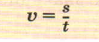 v = s/t